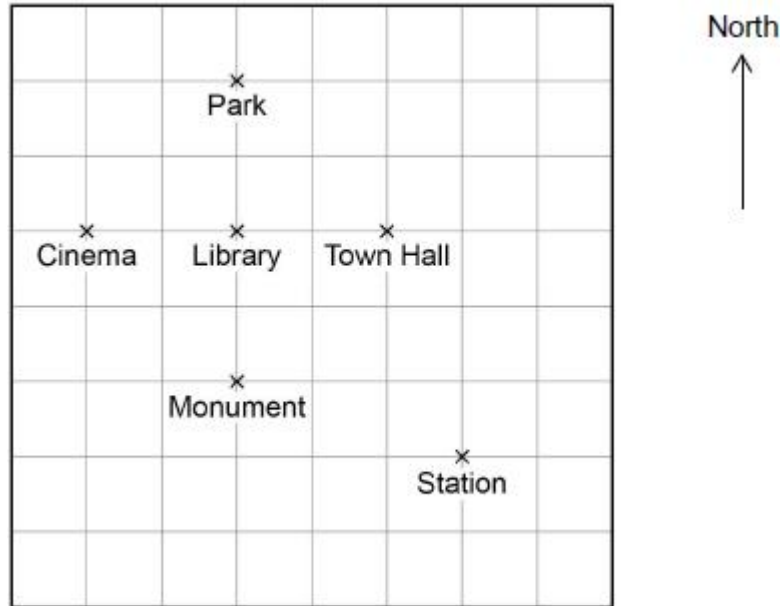 North
Park
Cinema
Library
Town Hall
Monument
Station